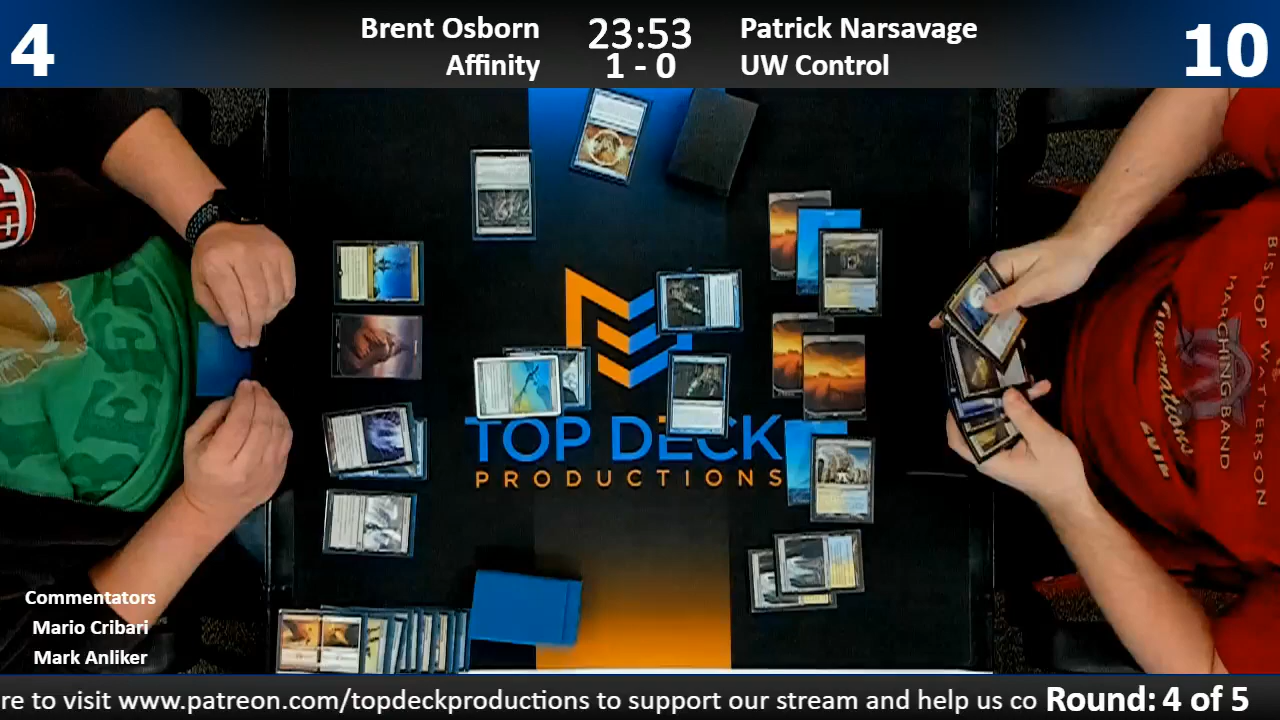 4
Brent Osborn
Affinity
23:53
1 - 0
Patrick Narsavage
UW Control
10
TOP DECK
PRODUCTIONS
BISHOP WATTERSON
MARCHING BAND
Generations
Commentators
Mario Cribari
Mark Anliker
re to visit www.patreon.com/topdeckproductions to support our stream and help us co
Round: 4 of 5